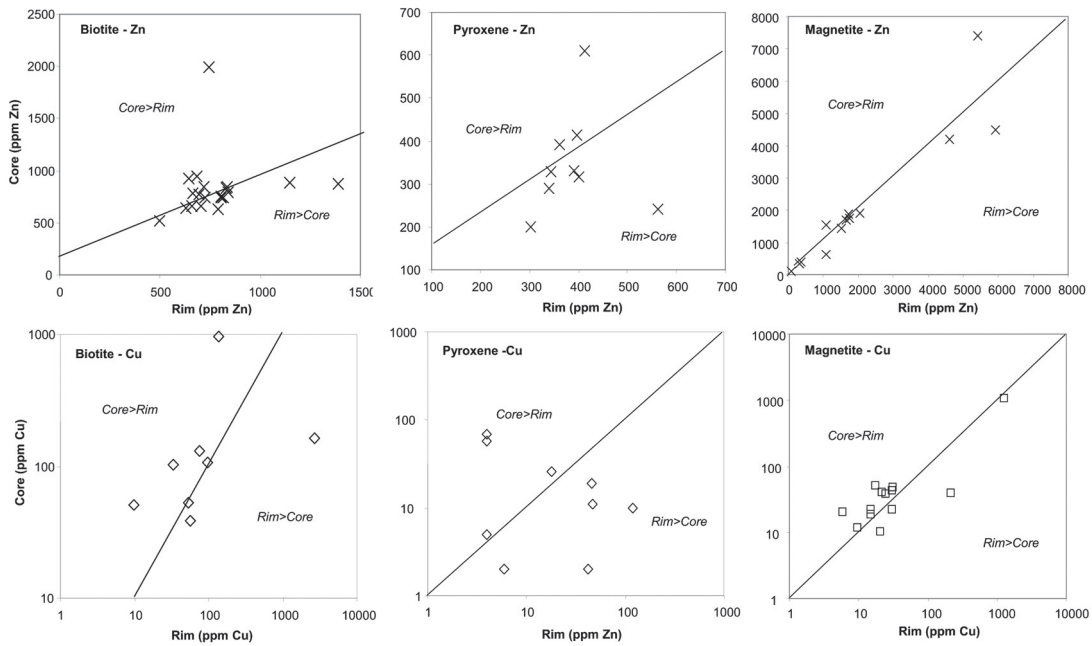 2500
Biotite - Zn
2000
Core>Rim
1500
1000
500
Rim>Core
0
0
500
1000
1500
Rim (ppm Zn)
Core (ppm Zn)
700
Pyroxene - Zn
600
500
Core>Rim
400
300
200
Rim>Core
100
100
200
300
400
500
600
700
Rim (ppm Zn)
8000
Magnetite - Zn
7000
6000
Core>Rim
5000
4000
3000
2000
Rim>Core
1000
0
0
1000
2000
3000
4000
5000
6000
7000
8000
Rim (ppm Zn)
1000
Biotite - Cu
Core>Rim
100
Rim>Core
10
1
10
100
1000
10000
Rim (ppm Cu)
Core (ppm Cu)
1000
Pyroxene -Cu
Core>Rim
100
10
Rim>Core
1
1
10
100
1000
Rim (ppm Zn)
10000
Magnetite - Cu
1000
Core>Rim
100
10
Rim>Core
1
1
10
100
1000
10000
Rim (ppm Cu)